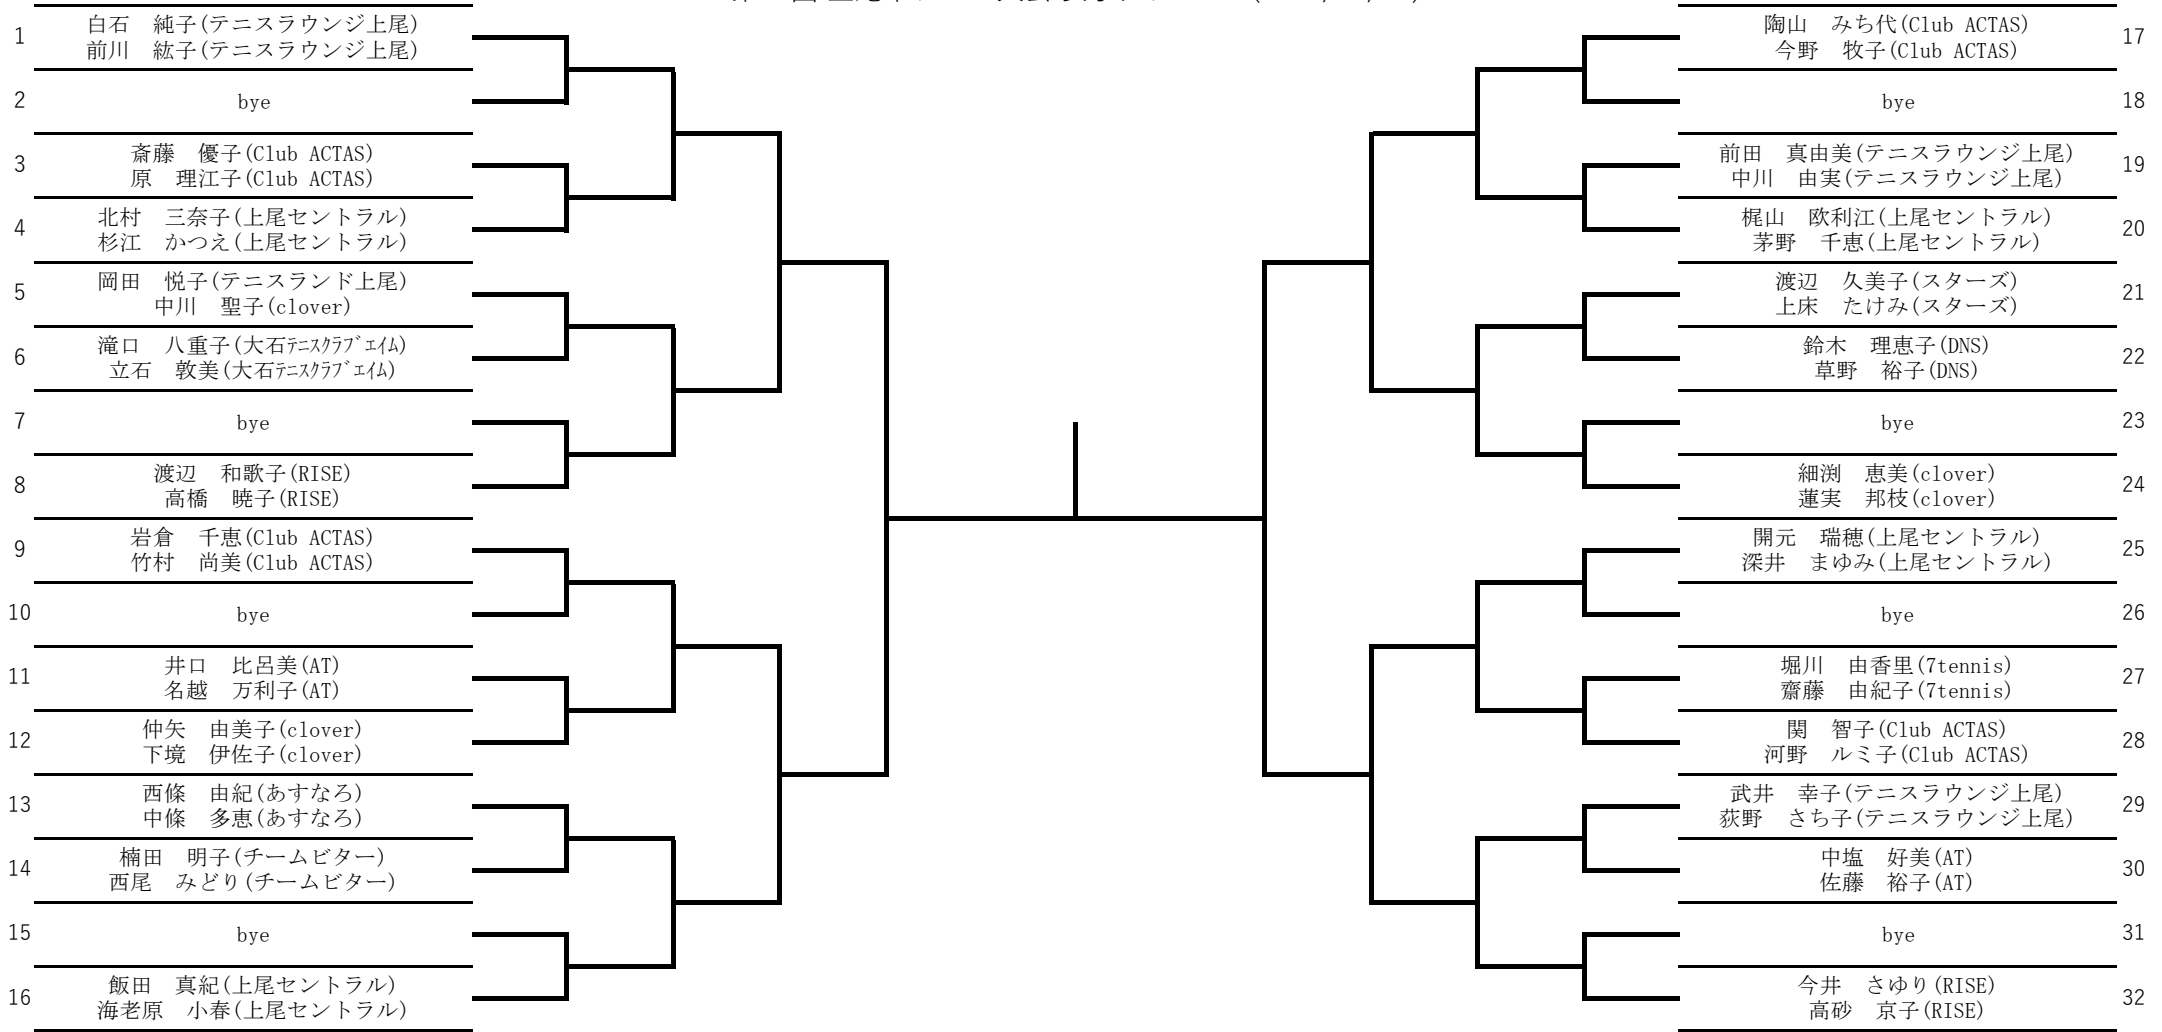 1
白石　純子(テニスラウンジ上尾)
前川　紘子(テニスラウンジ上尾)
2
bye
3
斎藤　優子(Club ACTAS)
原　理江子(Club ACTAS)
4
北村　三奈子(上尾セントラル)
杉江　かつえ(上尾セントラル)
5
岡田　悦子(テニスランド上尾)
中川　聖子(clover)
6
滝口　八重子(大石ﾃﾆｽｸﾗﾌﾞｴｲﾑ)
立石　敦美(大石ﾃﾆｽｸﾗﾌﾞｴｲﾑ)
7
bye
8
渡辺　和歌子(RISE)
高橋　暁子(RISE)
9
岩倉　千恵(Club ACTAS)
竹村　尚美(Club ACTAS)
10
bye
11
井口　比呂美(AT)
名越　万利子(AT)
12
仲矢　由美子(clover)
下境　伊佐子(clover)
13
西條　由紀(あすなろ)
中條　多恵(あすなろ)
14
楠田　明子(チームビター)
西尾　みどり(チームビター)
15
bye
16
飯田　真紀(上尾セントラル)
海老原　小春(上尾セントラル)
陶山　みち代(Club ACTAS)
今野　牧子(Club ACTAS)
17
bye
18
前田　真由美(テニスラウンジ上尾)
中川　由実(テニスラウンジ上尾)
19
梶山　欧利江(上尾セントラル)
茅野　千恵(上尾セントラル)
20
渡辺　久美子(スターズ)
上床　たけみ(スターズ)
21
鈴木　理恵子(DNS)
草野　裕子(DNS)
22
bye
23
細渕　恵美(clover)
蓮実　邦枝(clover)
24
開元　瑞穂(上尾セントラル)
深井　まゆみ(上尾セントラル)
25
bye
26
堀川　由香里(7tennis)
齋藤　由紀子(7tennis)
27
関　智子(Club ACTAS)
河野　ルミ子(Club ACTAS)
28
武井　幸子(テニスラウンジ上尾)
荻野　さち子(テニスラウンジ上尾)
29
中塩　好美(AT)
佐藤　裕子(AT)
30
bye
31
今井　さゆり(RISE)
高砂　京子(RISE)
32